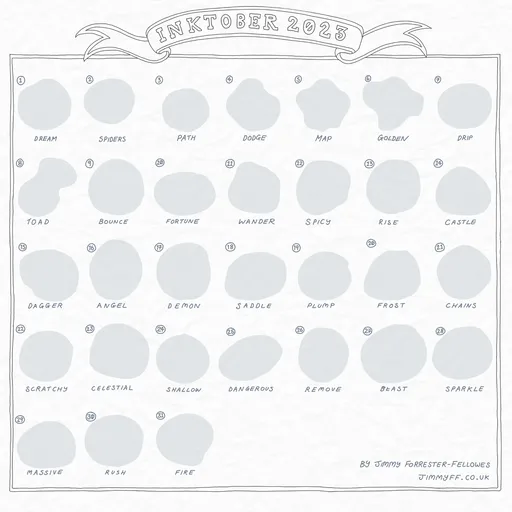 INKTOBER 2023
1 2 3 4 5 6 7
DREAM SPIDERS PATH DODGE MAP GOLDEN DRIP
8 9 10 11 12 13 14
TOAD BOUNCE FORTUNE WANDER SPICY RISE CASTLE
15 16 17 18 19 20 21
DAGGER ANGEL DEMON SADDLE PLUMP FROST CHAINS
22 23 24 25 26 27 28
SCRATCHY CELESTIAL SHALLOW DANGEROUS REMOVE BEAST SPARKLE
29 30 31
MASSIVE RUSH FIRE
BY JIMMY FORRESTER-FELLOWES
JIMMYFF.CO.UK